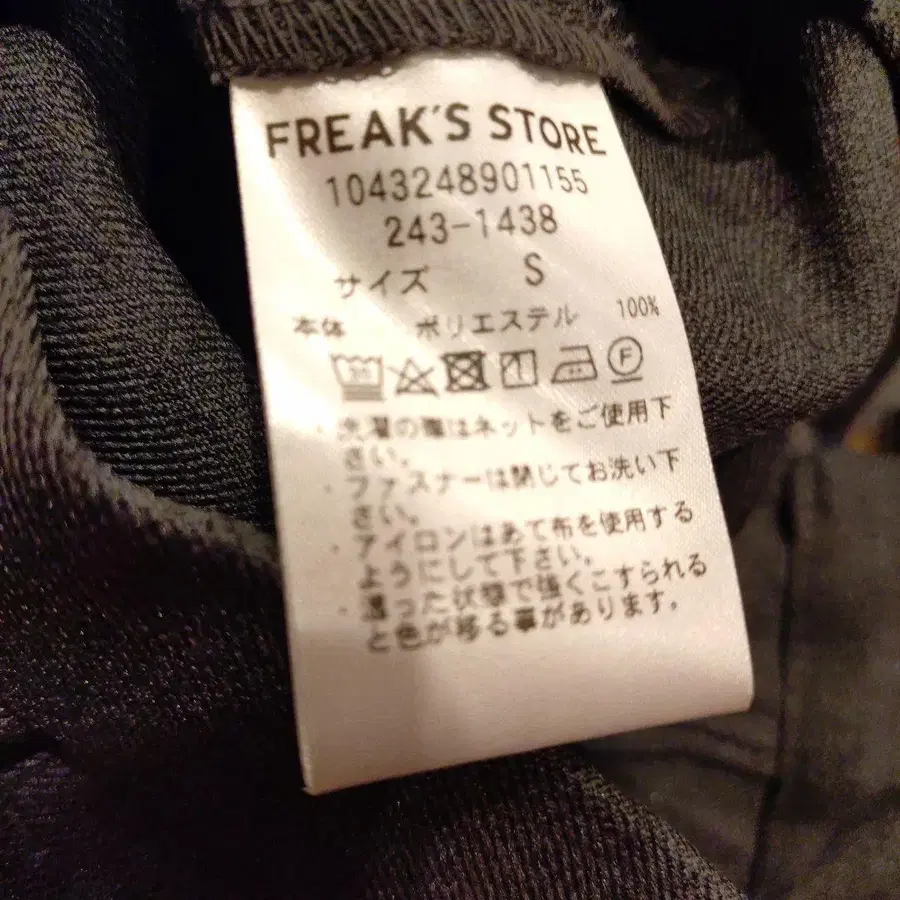 FREAK'S STORE
1043248901155
243-1438
サイズ S
本体 ポリエステル 100%
F
・洗濯の際はネットをご使用下
さい。
・ファスナーは閉じてお洗い下
さい。
・アイロンはあて布を使用する
ようにして下さい。
・湿った状態で強くこすられる
と色が移る事があります。